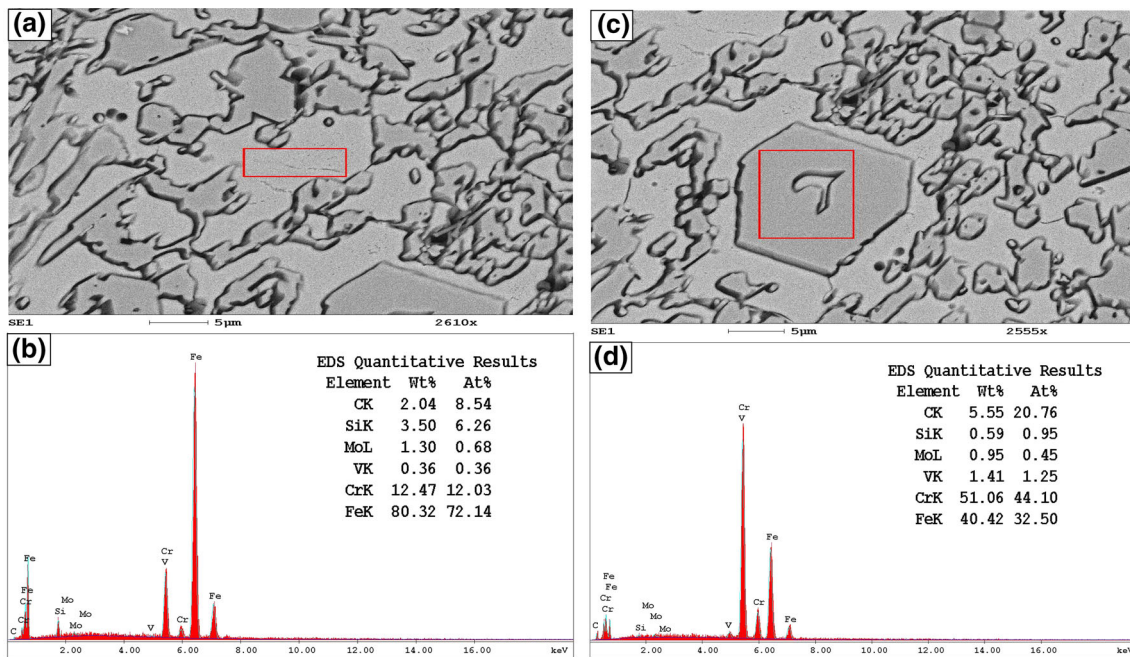 (a)
SE1 5µm 2610x
(b)
EDS Quantitative Results
Element Wt% At%
CK 2.04 8.54
SiK 3.50 6.26
MoL 1.30 0.68
VK 0.36 0.36
CrK 12.47 12.03
FeK 80.32 72.14
Fe
Cr
V
Fe
Fe
Cr
Cr
C
Si
Mo
Mo
Mo
V
Cr
Fe
2.00 4.00 6.00 8.00 10.00 12.00 14.00 16.00 keV
(c)
SE1 5µm 2555x
(d)
EDS Quantitative Results
Element Wt% At%
CK 5.55 20.76
SiK 0.59 0.95
MoL 0.95 0.45
VK 1.41 1.25
CrK 51.06 44.10
FeK 40.42 32.50
Cr
V
Fe
Fe
Fe
Cr
Cr
C
Mo
Mo
Si
Mo
V
Cr
Fe
2.00 4.00 6.00 8.00 10.00 12.00 14.00 16.00 keV